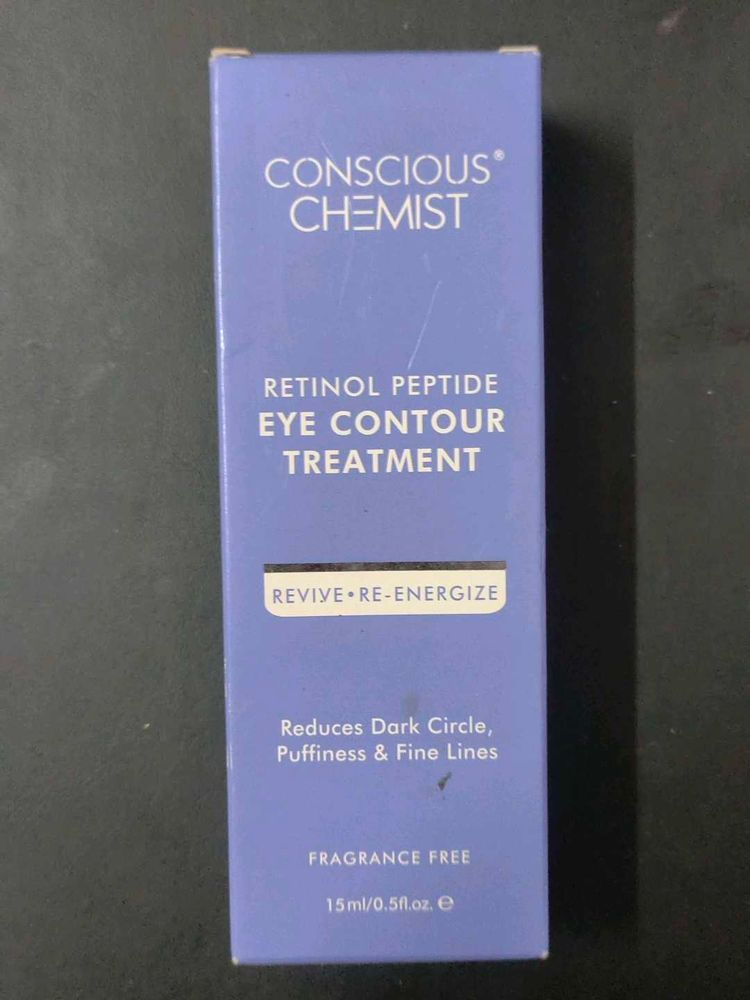 CONSCIOUS®
CHEMIST
RETINOL PEPTIDE
EYE CONTOUR
TREATMENT
REVIVE • RE-ENERGIZE
Reduces Dark Circle,
Puffiness & Fine Lines
FRAGRANCE FREE
15ml/0.5fl.oz. ℮